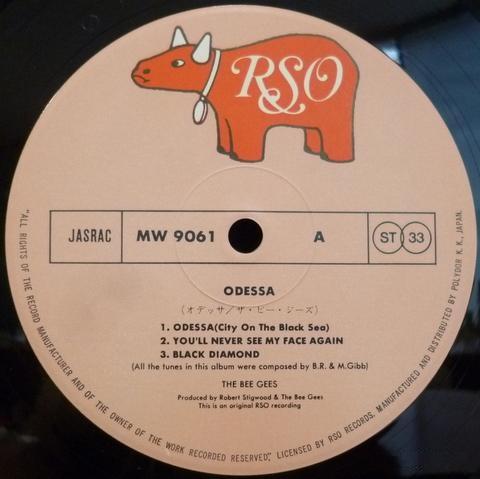 RSO
JASRAC MW 9061 A ST 33
ODESSA
(オデッサ/ザ・ビー・ジーズ)
1. ODESSA(City On The Black Sea)
2. YOU'LL NEVER SEE MY FACE AGAIN
3. BLACK DIAMOND
(All the tunes in this album were composed by B.R. & M.Gibb)
THE BEE GEES
Produced by Robert Stigwood & The Bee Gees
This is an original RSO recording
"ALL RIGHTS OF THE RECORD MANUFACTURER AND OF THE OWNER OF THE WORK RECORDED RESERVED", LICENSED BY RSO RECORDS, MANUFACTURED AND DISTRIBUTED BY POLYDOR K. K., JAPAN.